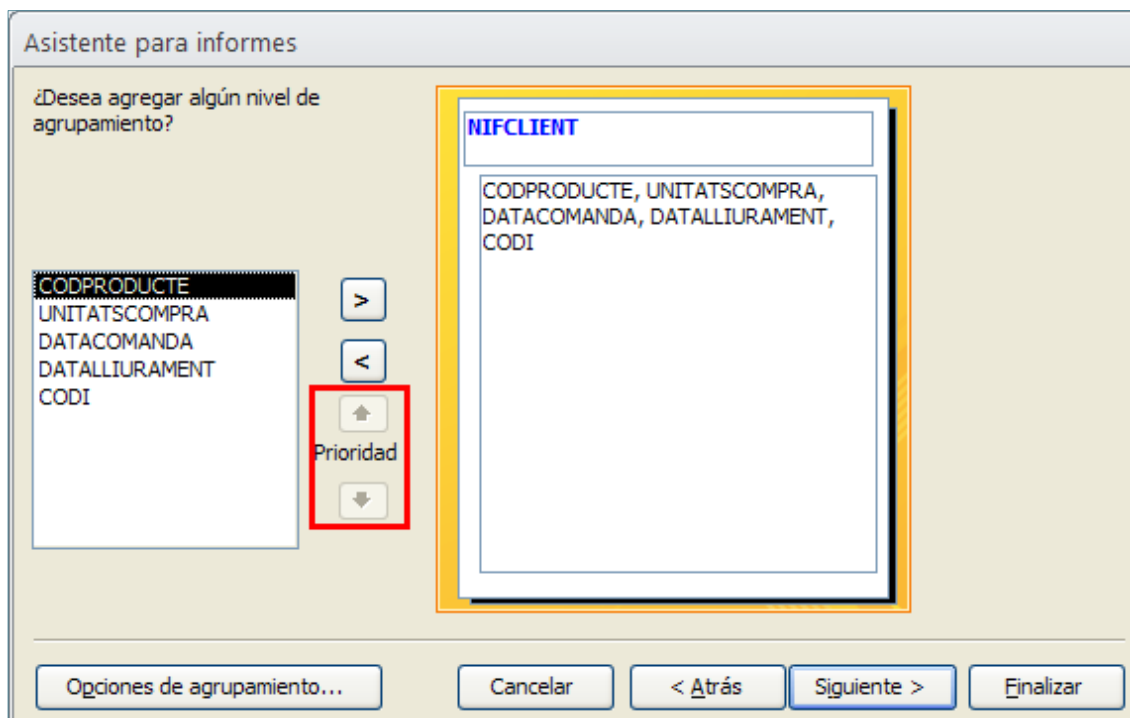 Asistente para informes
¿Desea agregar algún nivel de
agrupamiento?
NIFCLIENT
CODPRODUCTE, UNITATSCOMPRA,
DATACOMANDA, DATALLIURAMENT,
CODI
CODPRODUCTE
UNITATSCOMPRA
DATACOMANDA
DATALLIURAMENT
CODI
>
<
Prioridad
Opciones de agrupamiento...
Cancelar
< Atrás
Siguiente >
Finalizar